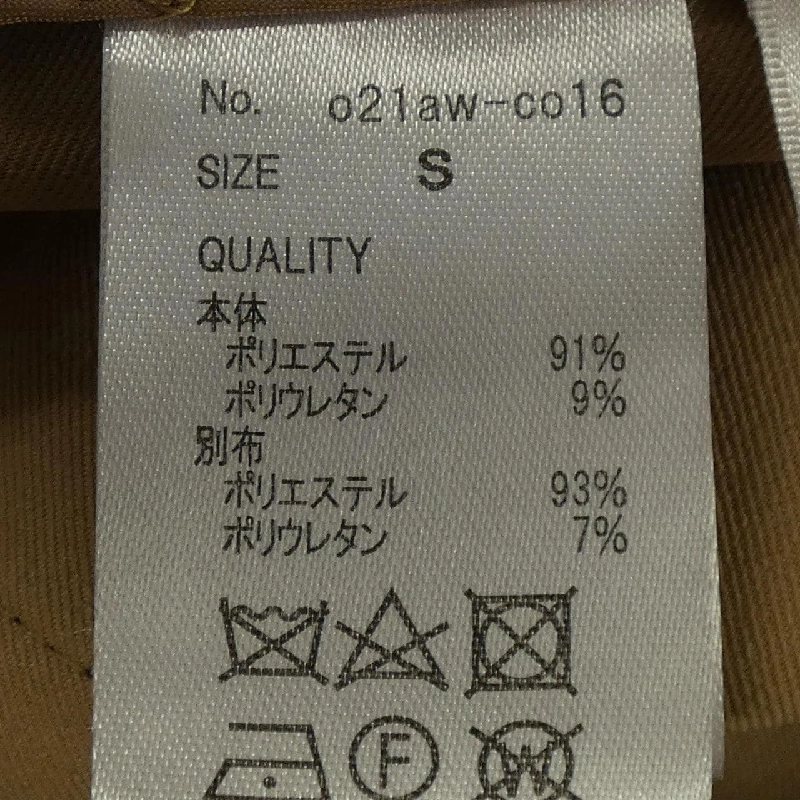 No. o21aw-co16
SIZE S
QUALITY
本体
ポリエステル 91%
ポリウレタン 9%
別布
ポリエステル 93%
ポリウレタン 7%
F
W